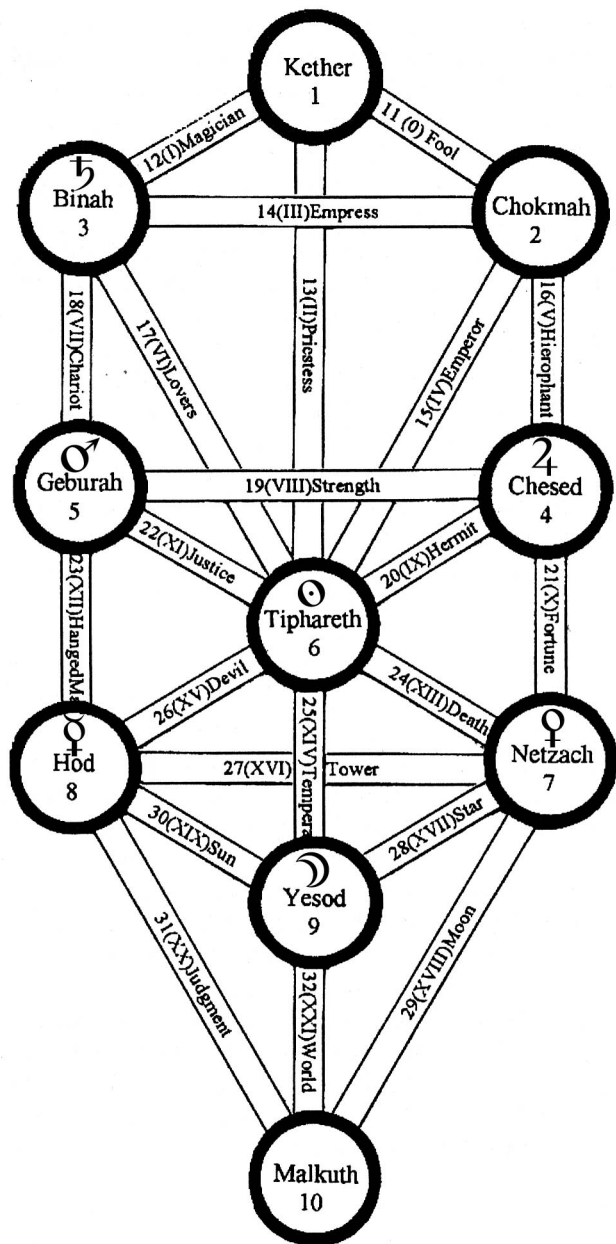 Kether
1
11 (0) Fool
12(I)Magician
♄
Binah
3
Chokmah
2
14(III)Empress
13(II)Priestess
18(VII)Chariot
17(VI)Lovers
15(IV)Emperor
16(V)Hierophant
♂
Geburah
5
♃
Chesed
4
19(VIII)Strength
22(XI)Justice
20(IX)Hermit
21(X)Fortune
23(XII)HangedMa
☉
Tiphareth
6
26(XV)Devil
24(XIII)Death
25(XIV)Tempera
♀
Hod
8
♀
Netzach
7
27(XVI) Tower
30(XIX)Sun
28(XVII)Star
☽
Yesod
9
31(XX)Judgment
32(XXI)World
29(XVIII)Moon
Malkuth
10